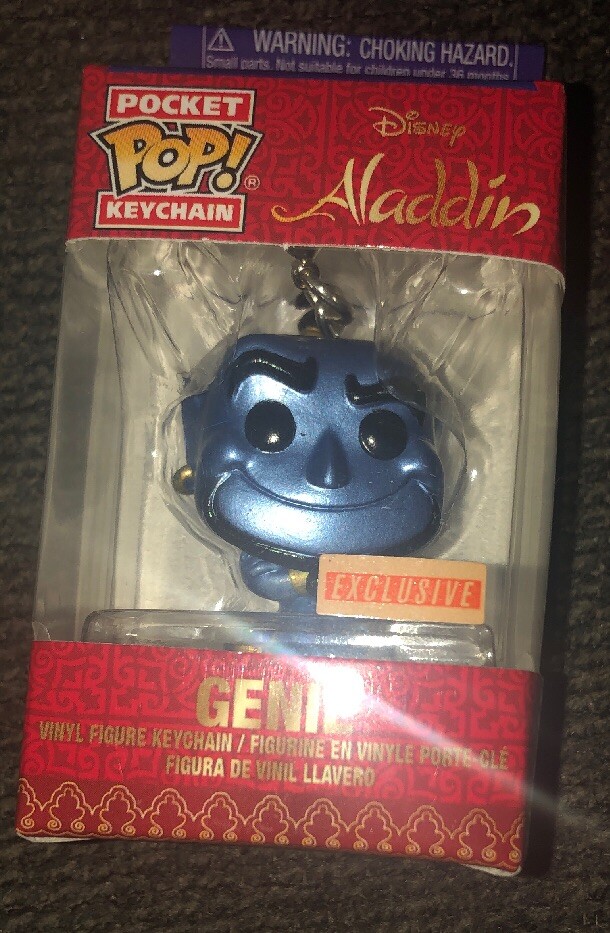 WARNING: CHOKING HAZARD.
Small parts. Not suitable for children under 36 months
POCKET
POP!®
KEYCHAIN
Disney
Aladdin
EXCLUSIVE
GENIE
VINYL FIGURE KEYCHAIN / FIGURINE EN VINYLE PORTE-CLÉ
FIGURA DE VINIL LLAVERO